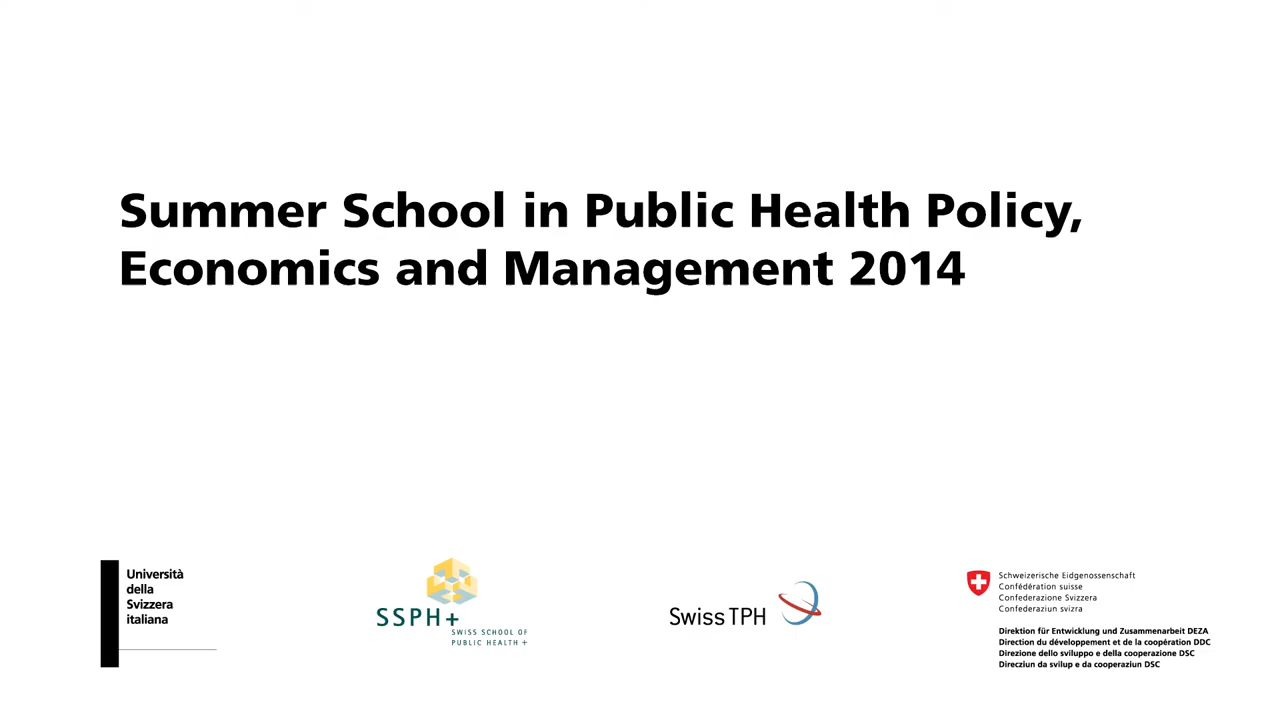 Summer School in Public Health Policy,
Economics and Management 2014
Università
della
Svizzera
italiana
SSPH+
SWISS SCHOOL OF
PUBLIC HEALTH +
Swiss TPH
Schweizerische Eidgenossenschaft
Confédération suisse
Confederazione Svizzera
Confederaziun svizra
Direktion für Entwicklung und Zusammenarbeit DEZA
Direction du développement et de la coopération DDC
Direzione dello sviluppo e della cooperazione DSC
Direcziun da svilup e da cooperaziun DSC